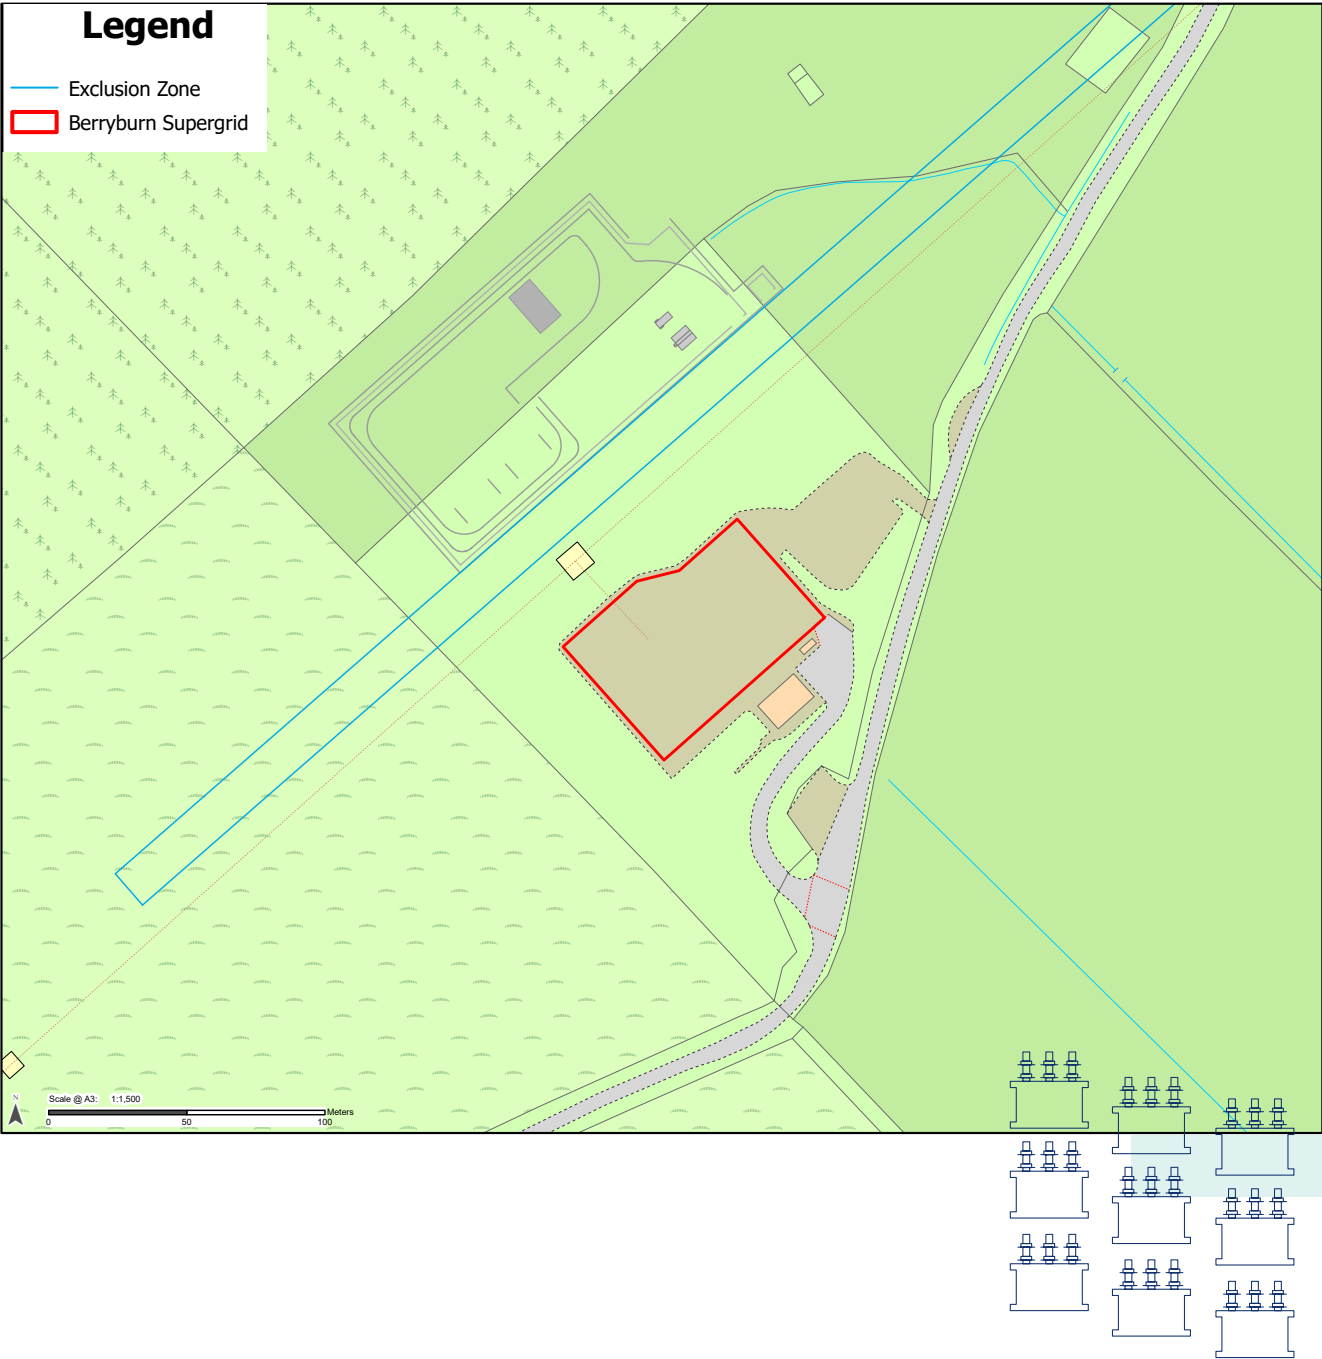 Legend
Exclusion Zone
Berryburn Supergrid
N
Scale @ A3: 1:1,500
Meters
0 50 100